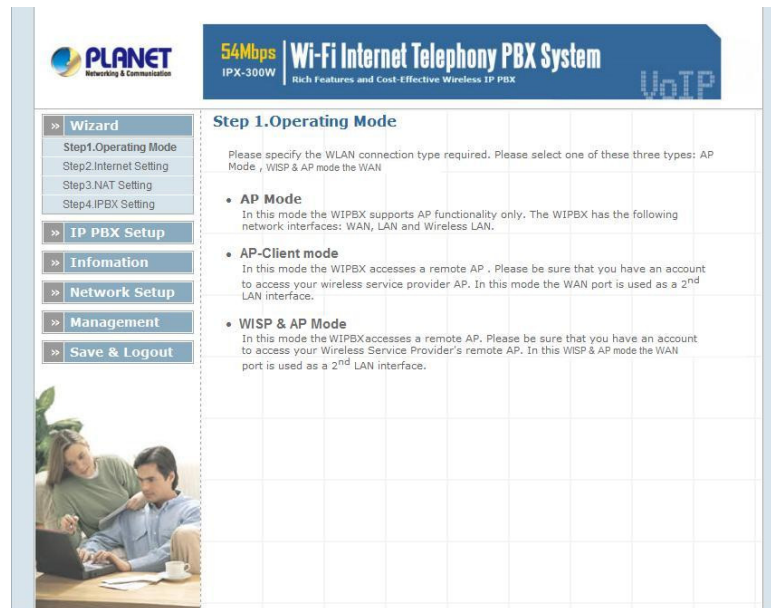 PLANET
Networking & Communication
54Mbps
IPX-300W
Wi-Fi Internet Telephony PBX System
Rich Features and Cost-Effective Wireless IP PBX
VoIP
» Wizard
Step1.Operating Mode
Step2.Internet Setting
Step3.NAT Setting
Step4.IPBX Setting
» IP PBX Setup
» Infomation
» Network Setup
» Management
» Save & Logout
Step 1.Operating Mode
Please specify the WLAN connection type required. Please select one of these three types: AP
Mode , WISP & AP mode the WAN
• AP Mode
In this mode the WIPBX supports AP functionality only. The WIPBX has the following
network interfaces: WAN, LAN and Wireless LAN.
• AP-Client mode
In this mode the WIPBX accesses a remote AP . Please be sure that you have an account
to access your wireless service provider AP. In this mode the WAN port is used as a 2nd
LAN interface.
• WISP & AP Mode
In this mode the WIPBXaccesses a remote AP. Please be sure that you have an account
to access your Wireless Service Provider's remote AP. In this WISP & AP mode the WAN
port is used as a 2nd LAN interface.